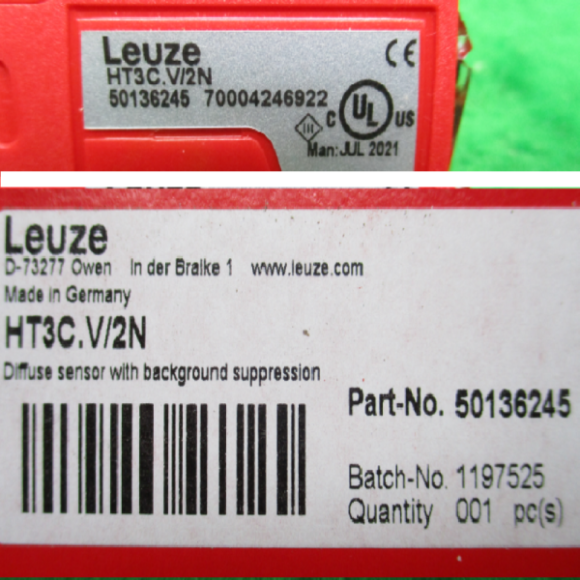 Leuze
CE
HT3C.V/2N
50136245 70004246922
C UL US
Man: JUL 2021
Leuze
D-73277 Owen In der Braike 1 www.leuze.com
Made in Germany
HT3C.V/2N
Diffuse sensor with background suppression
Part-No. 50136245
Batch-No. 1197525
Quantity 001 pc(s)